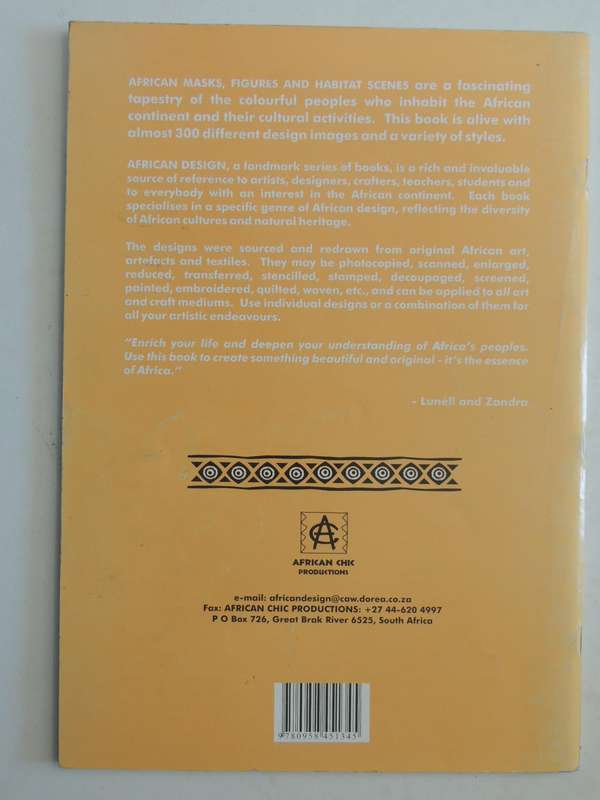 AFRICAN MASKS, FIGURES AND HABITAT SCENES are a fascinating
tapestry of the colourful peoples who inhabit the African
continent and their cultural activities. This book is alive with
almost 300 different design images and a variety of styles.
AFRICAN DESIGN, a landmark series of books, is a rich and invaluable
source of reference to artists, designers, crafters, teachers, students and
to everybody with an interest in the African continent. Each book
specialises in a specific genre of African design, reflecting the diversity
of African cultures and natural heritage.
The designs were sourced and redrawn from original African art,
artefacts and textiles. They may be photocopied, scanned, enlarged,
reduced, transferred, stencilled, stamped, decoupaged, screened,
painted, embroidered, quilted, woven, etc., and can be applied to all art
and craft mediums. Use individual designs or a combination of them for
all your artistic endeavours.
"Enrich your life and deepen your understanding of Africa's peoples.
Use this book to create something beautiful and original - it's the essence
of Africa."
- Lunéll and Zandra
AC
AFRICAN CHIC
PRODUCTIONS
e-mail: africandesign@caw.dorea.co.za
Fax: AFRICAN CHIC PRODUCTIONS: +27 44-620 4997
P O Box 726, Great Brak River 6525, South Africa
9 780958 451345